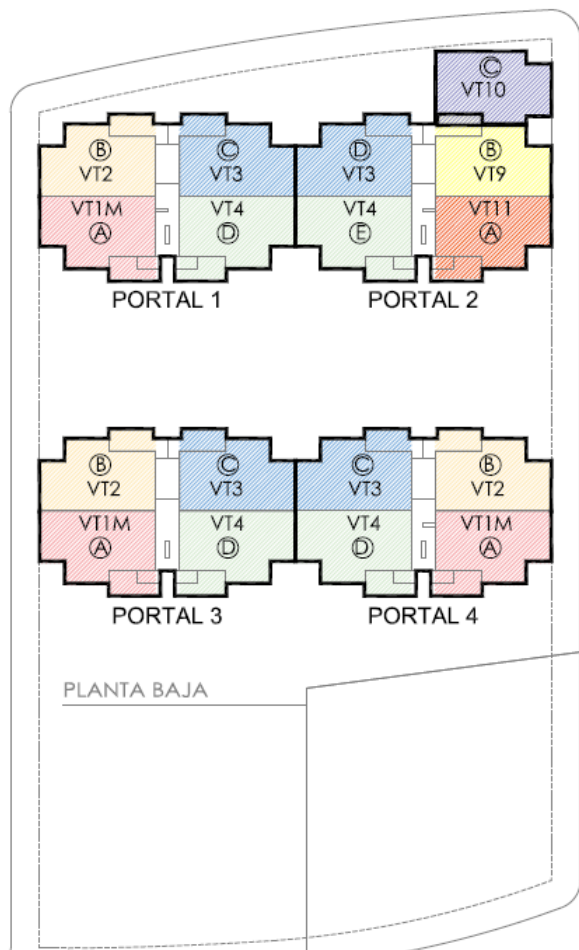 C
VT10
B C D B
VT2 VT3 VT3 VT9
VT1M VT4 VT4 VT11
A D E A
PORTAL 1 PORTAL 2
B C C B
VT2 VT3 VT3 VT2
VT1M VT4 VT4 VT1M
A D D A
PORTAL 3 PORTAL 4
PLANTA BAJA